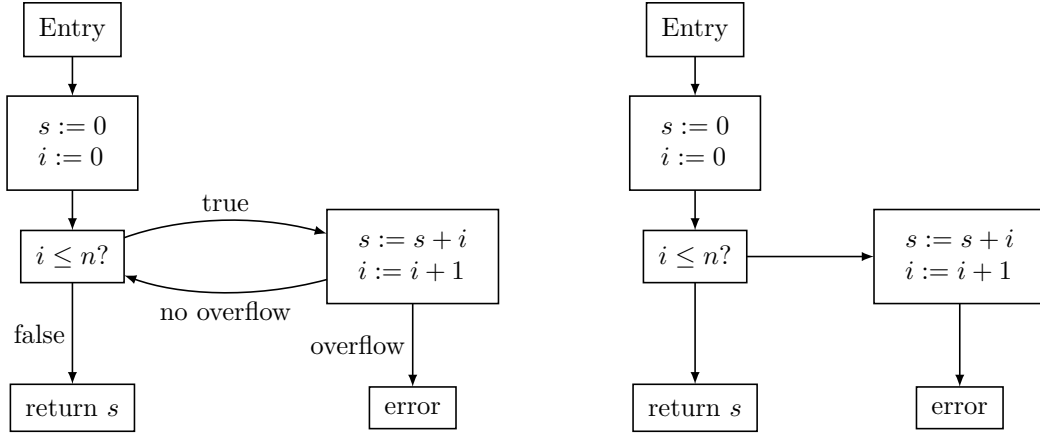 Entry
s := 0
i := 0
true
i ≤ n?
s := s + i
i := i + 1
no overflow
false
overflow
return s
error
Entry
s := 0
i := 0
i ≤ n?
s := s + i
i := i + 1
return s
error